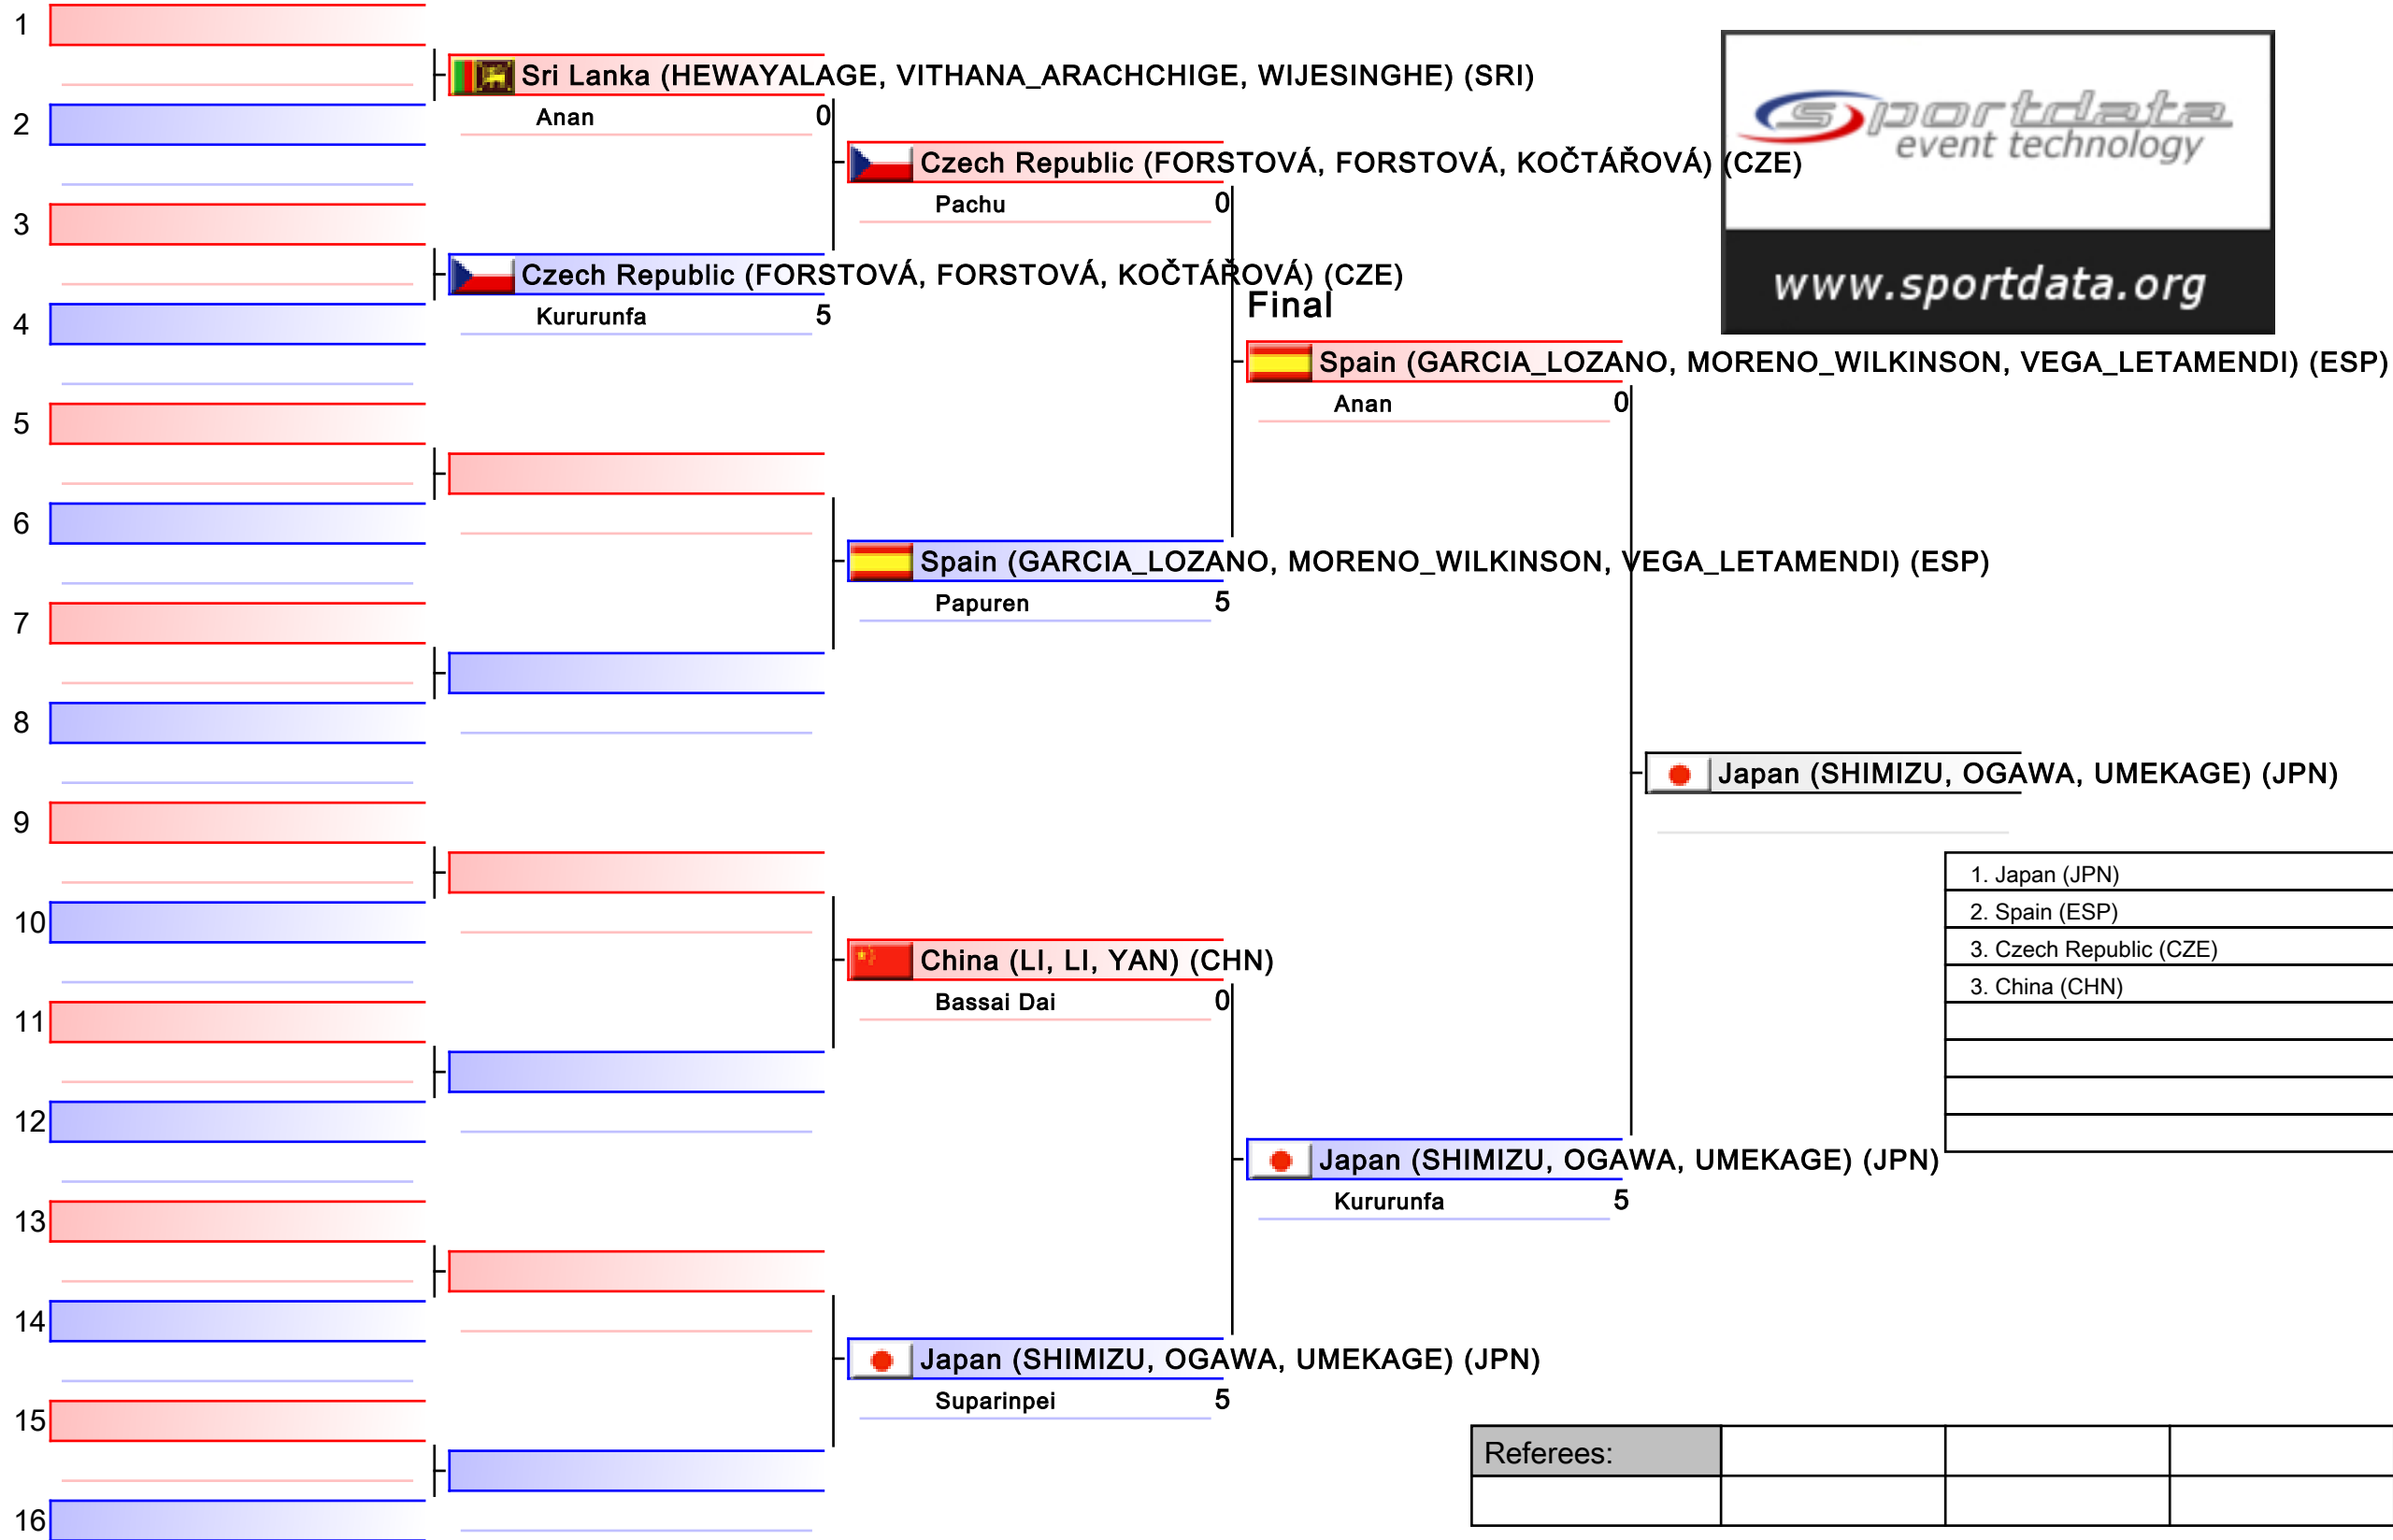 1
Sri Lanka (HEWAYALAGE, VITHANA_ARACHCHIGE, WIJESINGHE) (SRI)
Anan 0
2
sportdata
event technology
www.sportdata.org
Czech Republic (FORSTOVÁ, FORSTOVÁ, KOČTÁŘOVÁ) (CZE)
Pachu 0
3
Czech Republic (FORSTOVÁ, FORSTOVÁ, KOČTÁŘOVÁ) (CZE)
Kururunfa 5
4
Final
Spain (GARCIA_LOZANO, MORENO_WILKINSON, VEGA_LETAMENDI) (ESP)
Anan 0
5
6
Spain (GARCIA_LOZANO, MORENO_WILKINSON, VEGA_LETAMENDI) (ESP)
Papuren 5
7
8
Japan (SHIMIZU, OGAWA, UMEKAGE) (JPN)
9
1. Japan (JPN)
2. Spain (ESP)
3. Czech Republic (CZE)
3. China (CHN)
10
China (LI, LI, YAN) (CHN)
Bassai Dai 0
11
12
Japan (SHIMIZU, OGAWA, UMEKAGE) (JPN)
Kururunfa 5
13
14
Japan (SHIMIZU, OGAWA, UMEKAGE) (JPN)
Suparinpei 5
15
Referees:
16